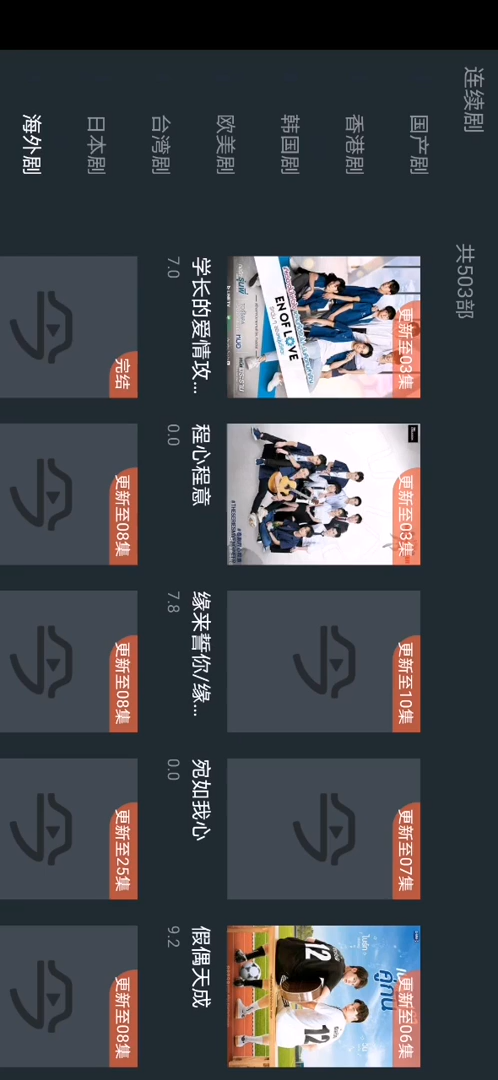 连续剧
国产剧
香港剧
韩国剧
欧美剧
台湾剧
日本剧
海外剧
共503部
更新至03集
EN OF LOVE
学长的爱情攻...
7.0
更新至03集
程心程意
0.0
更新至10集
缘来誓你/缘...
7.8
更新至07集
宛如我心
0.0
更新至06集
12
12
假偶天成
9.2
完结
更新至08集
更新至08集
更新至25集
更新至08集